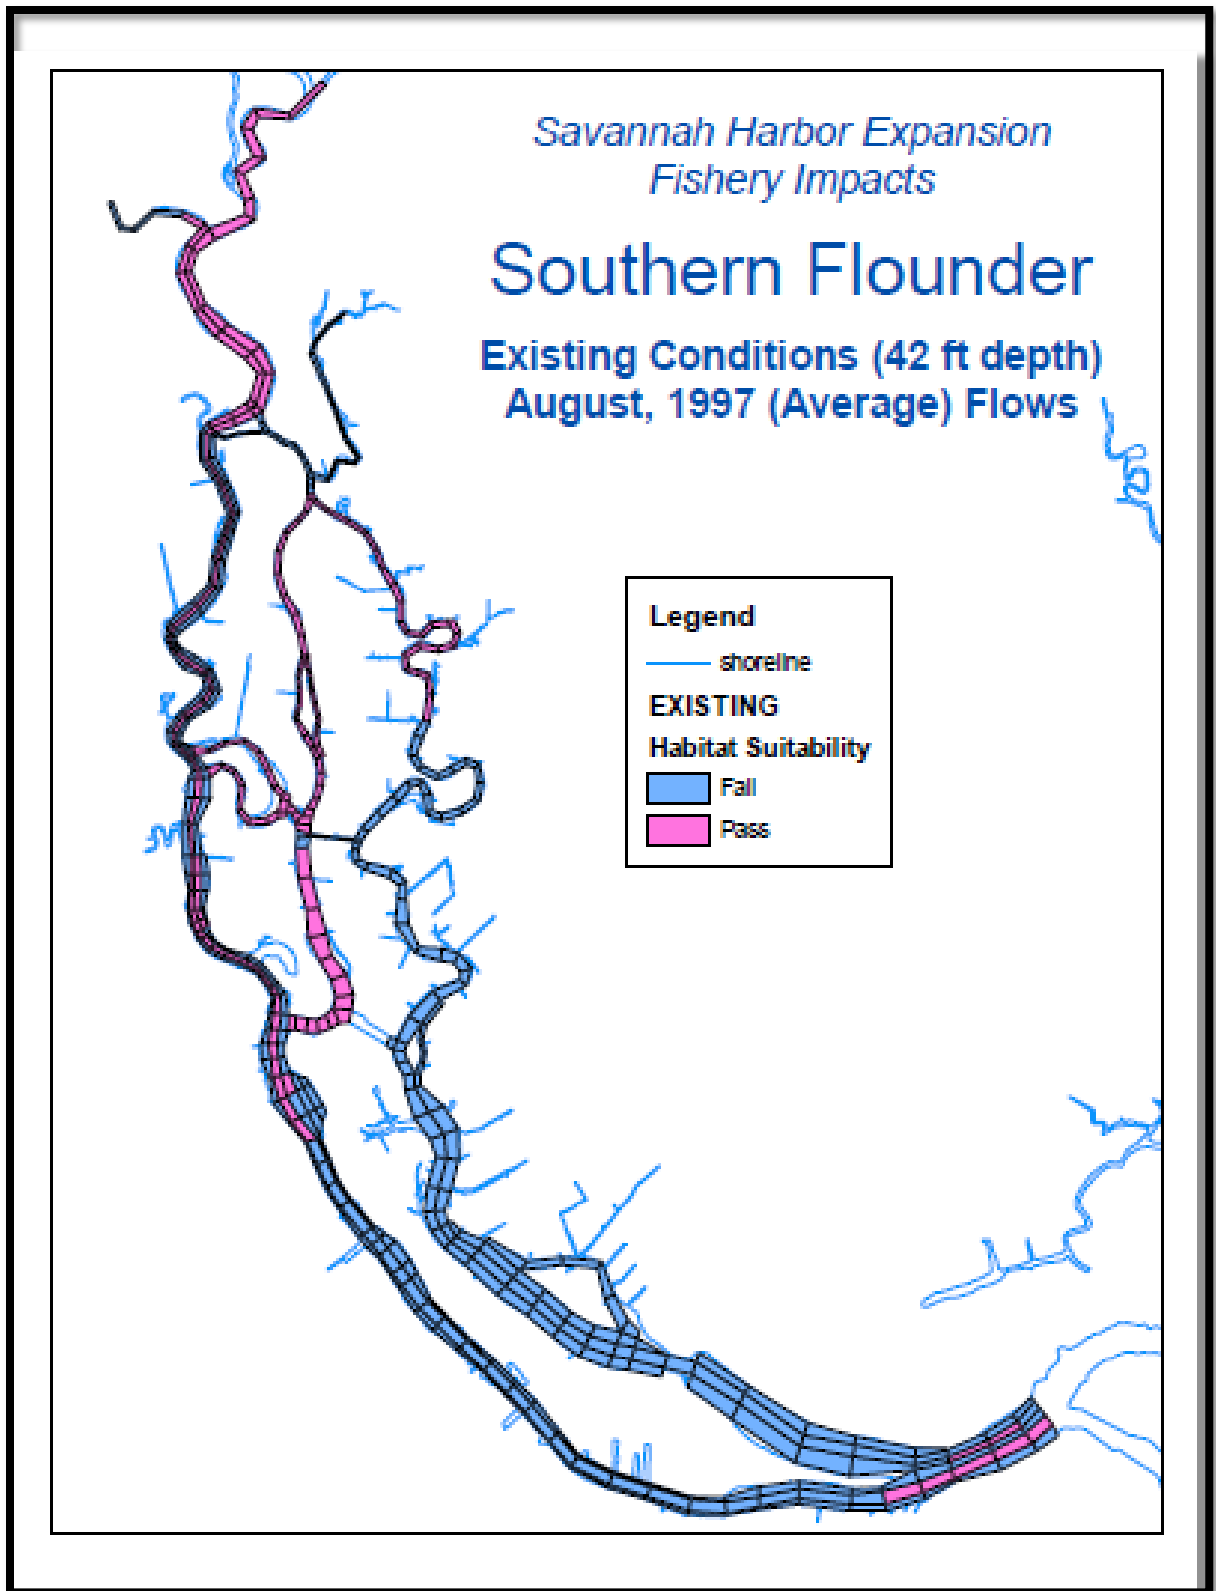 Savannah Harbor Expansion
Fishery Impacts
Southern Flounder
Existing Conditions (42 ft depth)
August, 1997 (Average) Flows
Legend
shoreline
EXISTING
Habitat Suitability
Fail
Pass